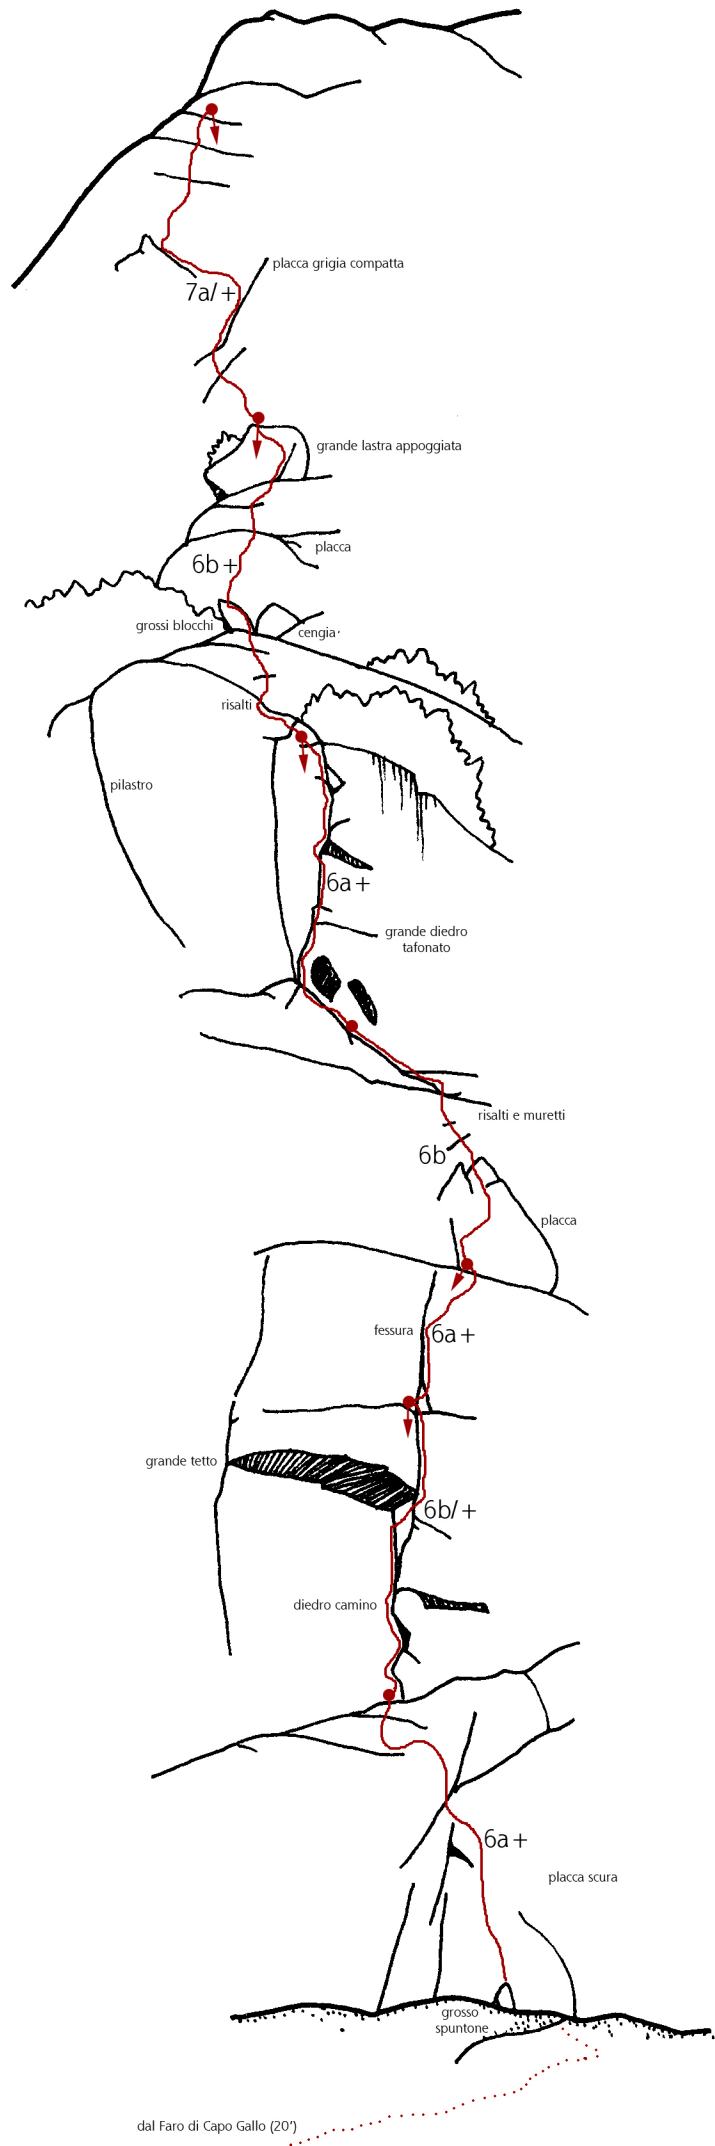 placca grigia compatta
7a/+
grande lastra appoggiata
placca
6b+
grossi blocchi
cengia
risalti
pilastro
6a+
grande diedro
tafonato
risalti e muretti
6b
placca
fessura
6a+
grande tetto
6b/+
diedro camino
6a+
placca scura
grosso
spuntone
dal Faro di Capo Gallo (20')